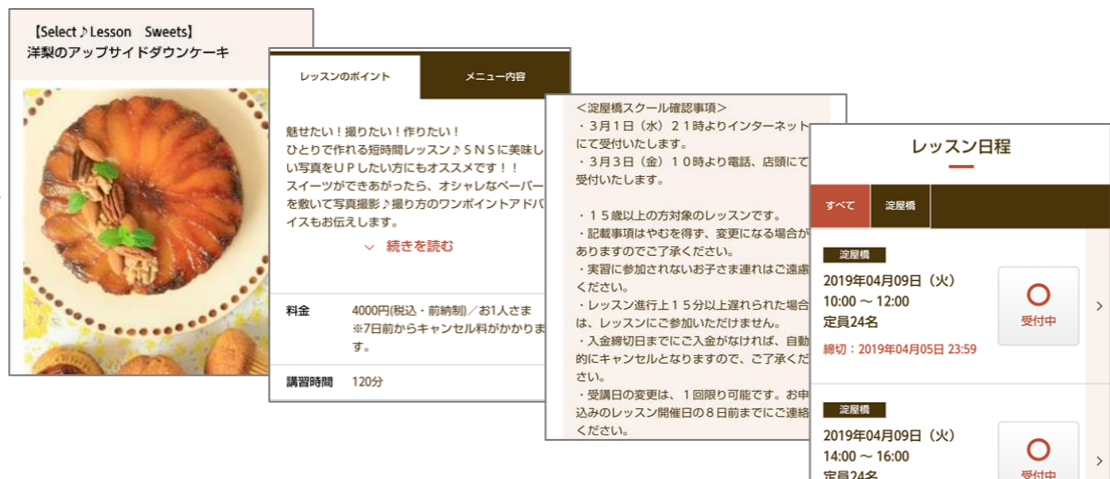 【Select♪Lesson　Sweets】
洋梨のアップサイドダウンケーキ
レッスンのポイント
メニュー内容
魅せたい！撮りたい！作りたい！
ひとりで作れる短時間レッスン♪ＳＮＳに美味し
い写真をＵＰしたい方にもオススメです！！
スイーツができあがったら、オシャレなペーパー
を敷いて写真撮影♪撮り方のワンポイントアドバ
イスもお伝えします。
続きを読む
料金
4000円(税込・前納制)／お1人さま
※7日前からキャンセル料がかかりま
す。
講習時間
120分
＜淀屋橋スクール確認事項＞
・３月１日（水）２１時よりインターネット
にて受付いたします。
・３月３日（金）１０時より電話、店頭にて
受付いたします。
・１５歳以上の方対象のレッスンです。
・記載事項はやむを得ず、変更になる場合が
ありますのでご了承ください。
・実習に参加されないお子さま連れはご遠慮
ください。
・レッスン進行上１５分以上遅れられた場合
は、レッスンにご参加いただけません。
・入金締切日までにご入金がなければ、自動
的にキャンセルとなりますので、ご了承くだ
さい。
・受講日の変更は、１回限り可能です。お申
込みのレッスン開催日の８日前までにご連絡
ください。
レッスン日程
すべて
淀屋橋
淀屋橋
2019年04月09日（火）
10:00 ～ 12:00
定員24名
受付中
締切：2019年04月05日 23:59
淀屋橋
2019年04月09日（火）
14:00 ～ 16:00
定員24名
受付中